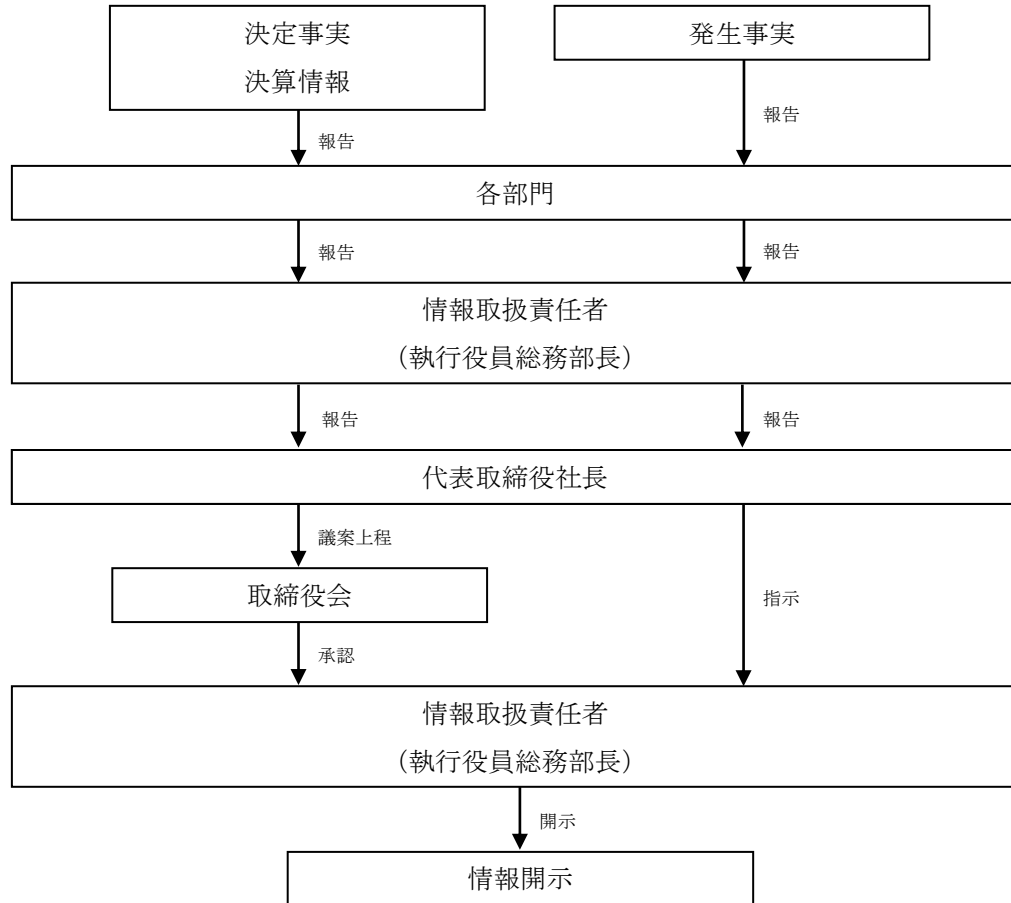 決定事実
決算情報
発生事実
報告
報告
各部門
報告
報告
情報取扱責任者
（執行役員総務部長）
報告
報告
代表取締役社長
議案上程
取締役会
指示
承認
情報取扱責任者
（執行役員総務部長）
開示
情報開示